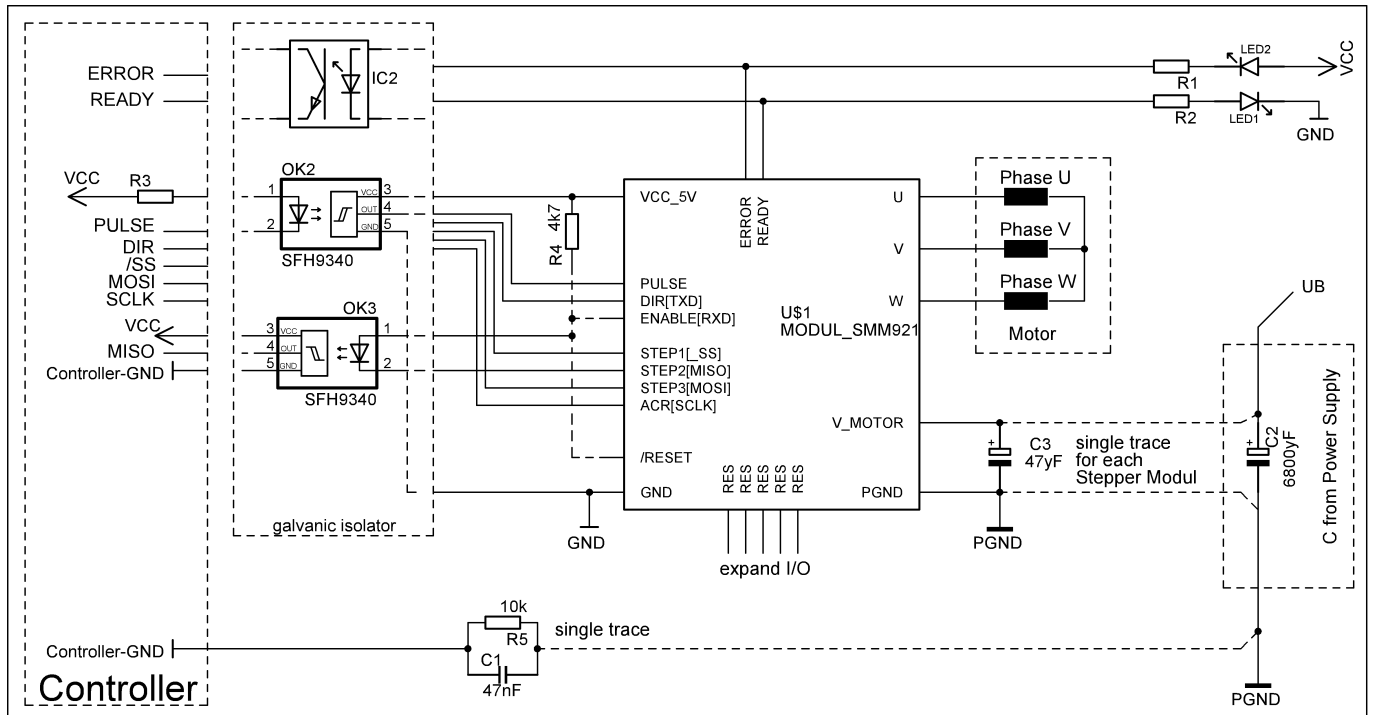 ERROR
READY
IC2
R1
LED2
VCC
R2
LED1
GND
VCC
R3
OK2
1
2
VCC
OUT
GND
3
4
5
SFH9340
PULSE
DIR
/SS
MOSI
SCLK
VCC
MISO
Controller-GND
OK3
3
4
5
VCC
OUT
GND
1
2
SFH9340
galvanic isolator
R4
4k7
VCC_5V
ERROR
READY
PULSE
DIR[TXD]
ENABLE[RXD]
STEP1[_SS]
STEP2[MISO]
STEP3[MOSI]
ACR[SCLK]
/RESET
GND
U$1
MODUL_SMM921
U
V
W
V_MOTOR
PGND
RES
RES
RES
RES
RES
expand I/O
GND
Phase U
Phase V
Phase W
Motor
UB
+
C3
47yF
single trace
for each
Stepper Modul
PGND
+
C2
6800yF
C from Power Supply
Controller-GND
10k
R5
C1
47nF
single trace
PGND
Controller